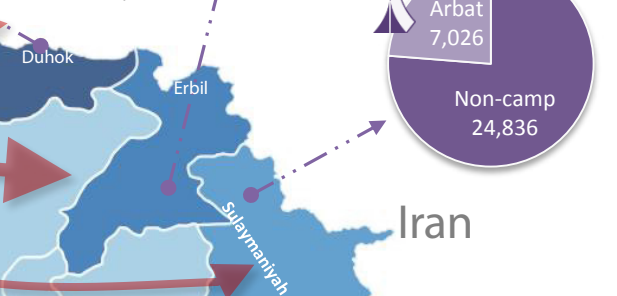 Arbat
7,026
Duhok
Erbil
Non-camp
24,836
Sulaymaniyah
Iran